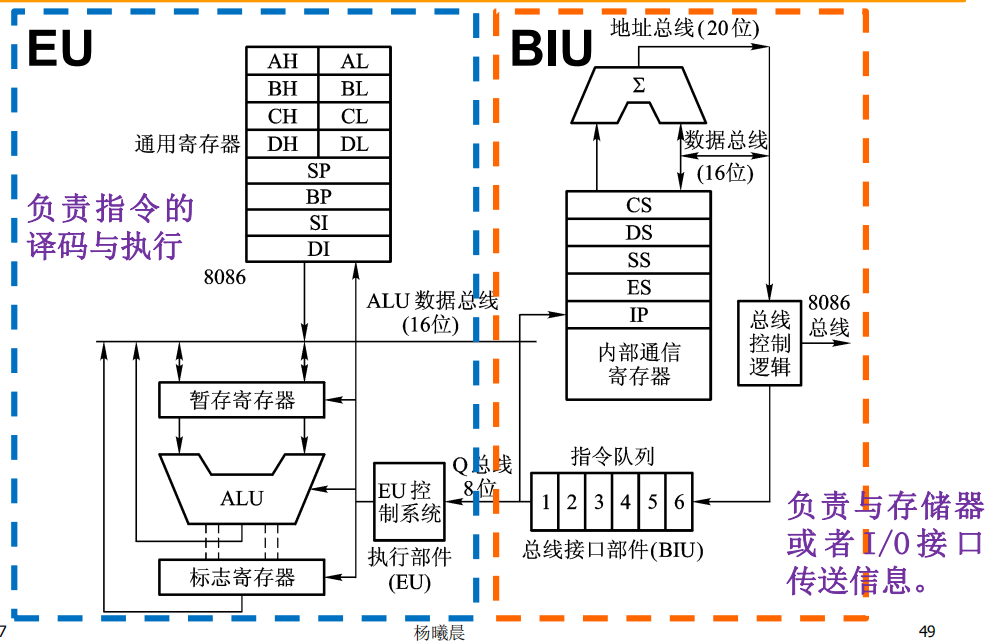 EU
BIU
地址总线(20位)
AH AL
BH BL
CH CL
DH DL
SP
BP
SI
DI
通用寄存器
负责指令的
译码与执行
8086
ALU 数据总线
(16位)
暂存寄存器
ALU
标志寄存器
EU 控
制系统
执行部件
(EU)
Q 总线
8位
Σ
数据总线
(16位)
CS
DS
SS
ES
IP
内部通信
寄存器
总线
控制
逻辑
8086
总线
指令队列
1 2 3 4 5 6
总线接口部件(BIU)
负责与存储器
或者I/O接口
传送信息。
7
杨曦晨
49